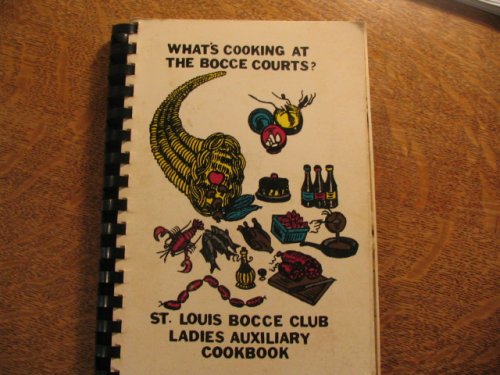 WHAT'S COOKING AT
THE BOCCE COURTS?
ST. LOUIS BOCCE CLUB
LADIES AUXILIARY
COOKBOOK